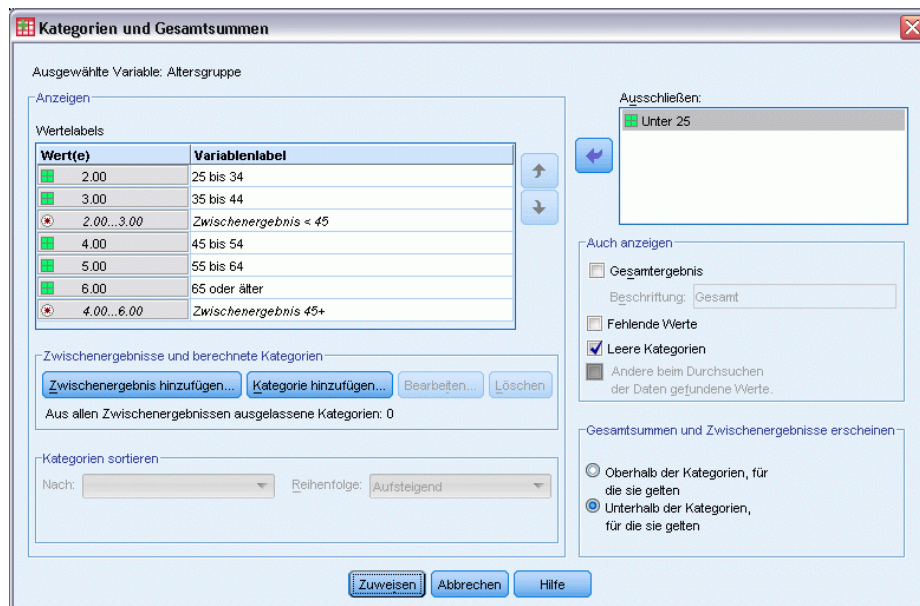 Kategorien und Gesamtsummen
Ausgewählte Variable: Altersgruppe
Anzeigen
Wertelabels
Wert(e) Variablenlabel
2.00 25 bis 34
3.00 35 bis 44
2.00...3.00 Zwischenergebnis < 45
4.00 45 bis 54
5.00 55 bis 64
6.00 65 oder älter
4.00...6.00 Zwischenergebnis 45+
Zwischenergebnisse und berechnete Kategorien
Zwischenergebnis hinzufügen... Kategorie hinzufügen... Bearbeiten... Löschen
Aus allen Zwischenergebnissen ausgelassene Kategorien: 0
Kategorien sortieren
Nach: Reihenfolge: Aufsteigend
Ausschließen:
Unter 25
Auch anzeigen
Gesamtergebnis
Beschriftung: Gesamt
Fehlende Werte
Leere Kategorien
Andere beim Durchsuchen
der Daten gefundene Werte.
Gesamtsummen und Zwischenergebnisse erscheinen
Oberhalb der Kategorien, für
die sie gelten
Unterhalb der Kategorien,
für die sie gelten
Zuweisen Abbrechen Hilfe